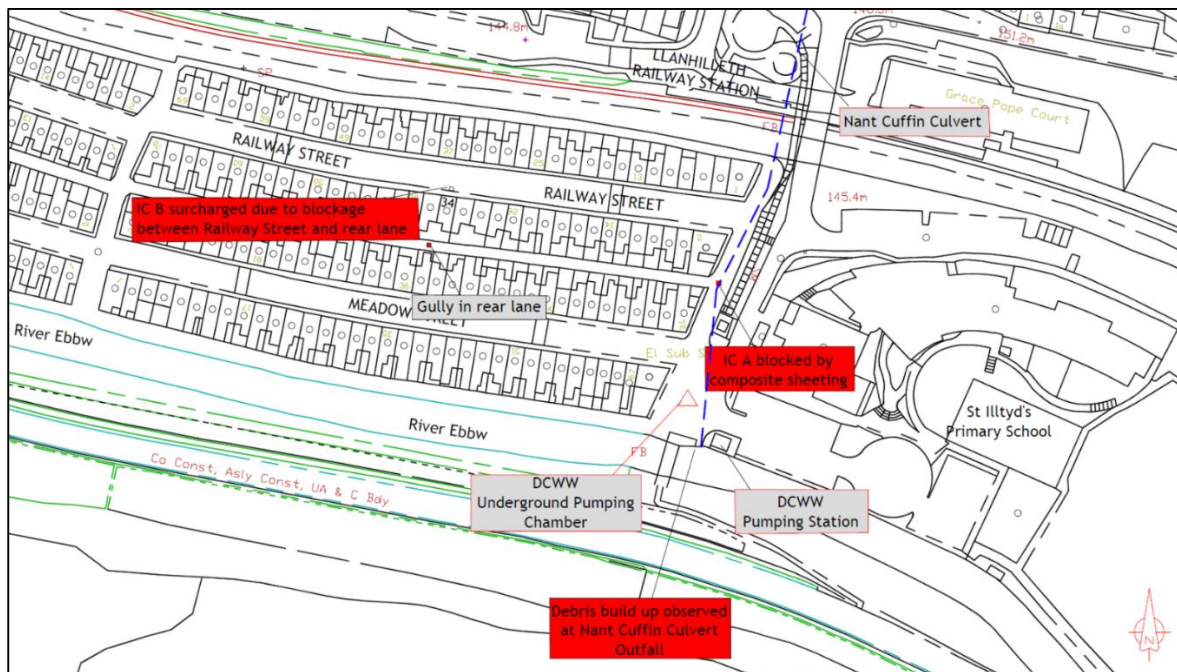 144.8m
151.2m
LLANHILLETH
RAILWAY STATION
SP
Grace Pope Court
Nant Cuffin Culvert
FB
RAILWAY STREET
RAILWAY STREET
145.4m
IC B surcharged due to blockage
between Railway Street and rear lane
34
Gully in rear lane
MEADOW STREET
River Ebbw
El Sub S
IC A blocked by
composite sheeting
St Illtyd's
Primary School
River Ebbw
FB
Co Const, Asly Const, UA & C Bdy
DCWW
Underground Pumping
Chamber
DCWW
Pumping Station
Debris build up observed
at Nant Cuffin Culvert
Outfall
N